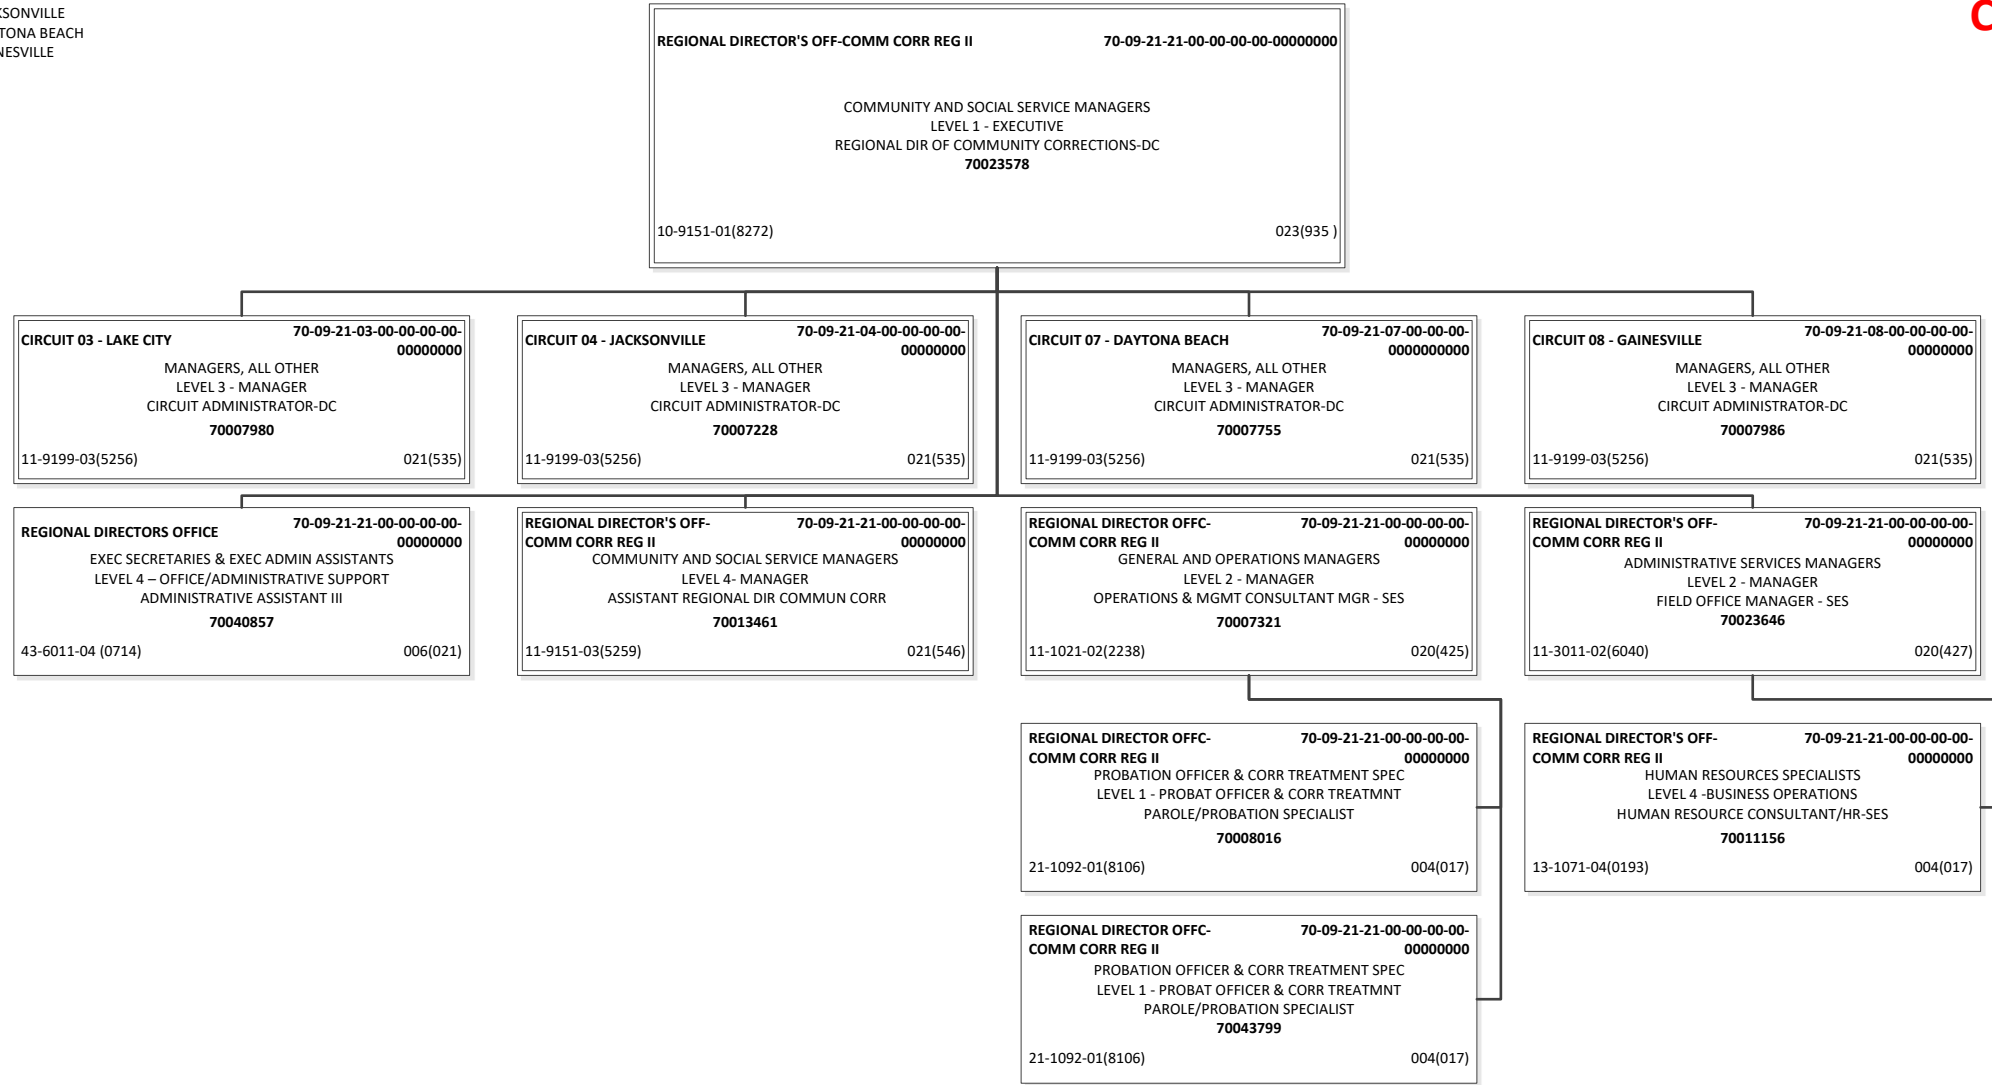 REGIONAL DIRECTOR'S OFF-COMM CORR REG II 70-09-21-21-00-00-00-00-00000000
COMMUNITY AND SOCIAL SERVICE MANAGERS
LEVEL 1 - EXECUTIVE
REGIONAL DIR OF COMMUNITY CORRECTIONS-DC
70023578
10-9151-01(8272) 023(935 )
CIRCUIT 03 - LAKE CITY 70-09-21-03-00-00-00-00-
00000000
MANAGERS, ALL OTHER
LEVEL 3 - MANAGER
CIRCUIT ADMINISTRATOR-DC
70007980
11-9199-03(5256) 021(535)
CIRCUIT 04 - JACKSONVILLE 70-09-21-04-00-00-00-00-
00000000
MANAGERS, ALL OTHER
LEVEL 3 - MANAGER
CIRCUIT ADMINISTRATOR-DC
70007228
11-9199-03(5256) 021(535)
CIRCUIT 07 - DAYTONA BEACH 70-09-21-07-00-00-00-
0000000000
MANAGERS, ALL OTHER
LEVEL 3 - MANAGER
CIRCUIT ADMINISTRATOR-DC
70007755
11-9199-03(5256) 021(535)
CIRCUIT 08 - GAINESVILLE 70-09-21-08-00-00-00-00-
00000000
MANAGERS, ALL OTHER
LEVEL 3 - MANAGER
CIRCUIT ADMINISTRATOR-DC
70007986
11-9199-03(5256) 021(535)
REGIONAL DIRECTORS OFFICE 70-09-21-21-00-00-00-00-
00000000
EXEC SECRETARIES & EXEC ADMIN ASSISTANTS
LEVEL 4 – OFFICE/ADMINISTRATIVE SUPPORT
ADMINISTRATIVE ASSISTANT III
70040857
43-6011-04 (0714) 006(021)
REGIONAL DIRECTOR'S OFF- 70-09-21-21-00-00-00-00-
COMM CORR REG II 00000000
COMMUNITY AND SOCIAL SERVICE MANAGERS
LEVEL 4- MANAGER
ASSISTANT REGIONAL DIR COMMUN CORR
70013461
11-9151-03(5259) 021(546)
REGIONAL DIRECTOR OFFC- 70-09-21-21-00-00-00-00-
COMM CORR REG II 00000000
GENERAL AND OPERATIONS MANAGERS
LEVEL 2 - MANAGER
OPERATIONS & MGMT CONSULTANT MGR - SES
70007321
11-1021-02(2238) 020(425)
REGIONAL DIRECTOR'S OFF- 70-09-21-21-00-00-00-00-
COMM CORR REG II 00000000
ADMINISTRATIVE SERVICES MANAGERS
LEVEL 2 - MANAGER
FIELD OFFICE MANAGER - SES
70023646
11-3011-02(6040) 020(427)
REGIONAL DIRECTOR OFFC- 70-09-21-21-00-00-00-00-
COMM CORR REG II 00000000
PROBATION OFFICER & CORR TREATMENT SPEC
LEVEL 1 - PROBAT OFFICER & CORR TREATMNT
PAROLE/PROBATION SPECIALIST
70008016
21-1092-01(8106) 004(017)
REGIONAL DIRECTOR'S OFF- 70-09-21-21-00-00-00-00-
COMM CORR REG II 00000000
HUMAN RESOURCES SPECIALISTS
LEVEL 4 -BUSINESS OPERATIONS
HUMAN RESOURCE CONSULTANT/HR-SES
70011156
13-1071-04(0193) 004(017)
REGIONAL DIRECTOR OFFC- 70-09-21-21-00-00-00-00-
COMM CORR REG II 00000000
PROBATION OFFICER & CORR TREATMENT SPEC
LEVEL 1 - PROBAT OFFICER & CORR TREATMNT
PAROLE/PROBATION SPECIALIST
70043799
21-1092-01(8106) 004(017)